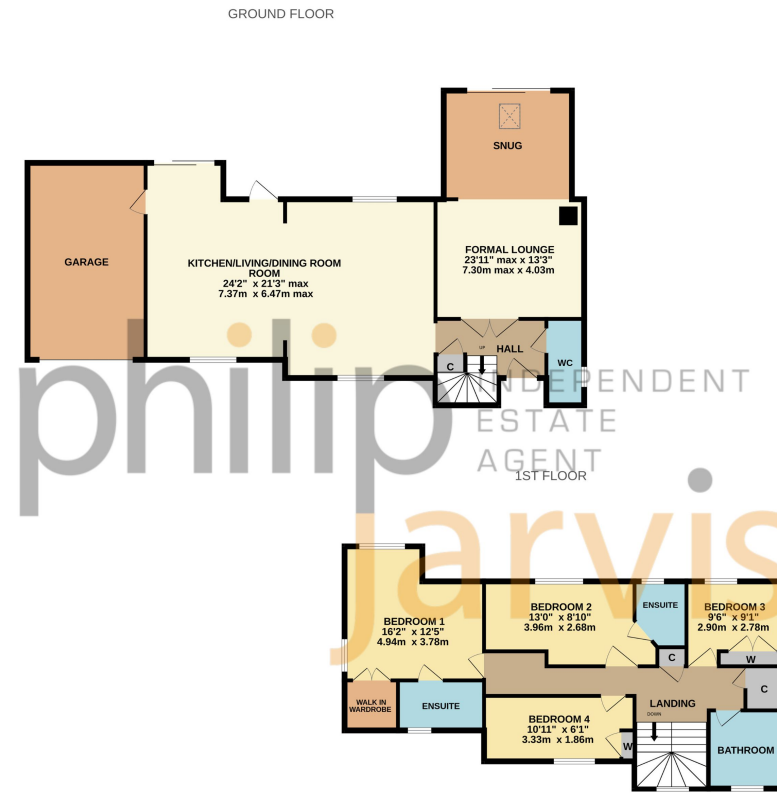 GROUND FLOOR
SNUG
GARAGE
KITCHEN/LIVING/DINING ROOM
ROOM
24'2" x 21'3" max
7.37m x 6.47m max
FORMAL LOUNGE
23'11" max x 13'3"
7.30m max x 4.03m
UP
HALL
C
WC
philip
INDEPENDENT
ESTATE
AGENT
1ST FLOOR
jarvis
BEDROOM 1
16'2" x 12'5"
4.94m x 3.78m
BEDROOM 2
13'0" x 8'10"
3.96m x 2.68m
ENSUITE
BEDROOM 3
9'6" x 9'1"
2.90m x 2.78m
C
W
WALK IN
WARDROBE
ENSUITE
LANDING
C
DOWN
BEDROOM 4
10'11" x 6'1"
3.33m x 1.86m
W
BATHROOM